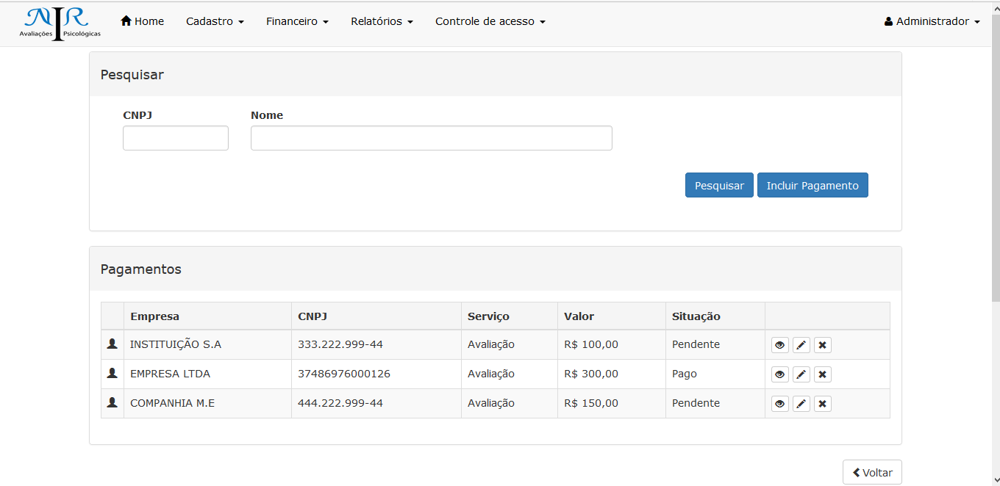 NIR
Avaliações Psicológicas
Home Cadastro Financeiro Relatórios Controle de acesso Administrador
Pesquisar
CNPJ Nome
Pesquisar Incluir Pagamento
Pagamentos
Empresa CNPJ Serviço Valor Situação
INSTITUIÇÃO S.A 333.222.999-44 Avaliação R$ 100,00 Pendente
EMPRESA LTDA 37486976000126 Avaliação R$ 300,00 Pago
COMPANHIA M.E 444.222.999-44 Avaliação R$ 150,00 Pendente
Voltar